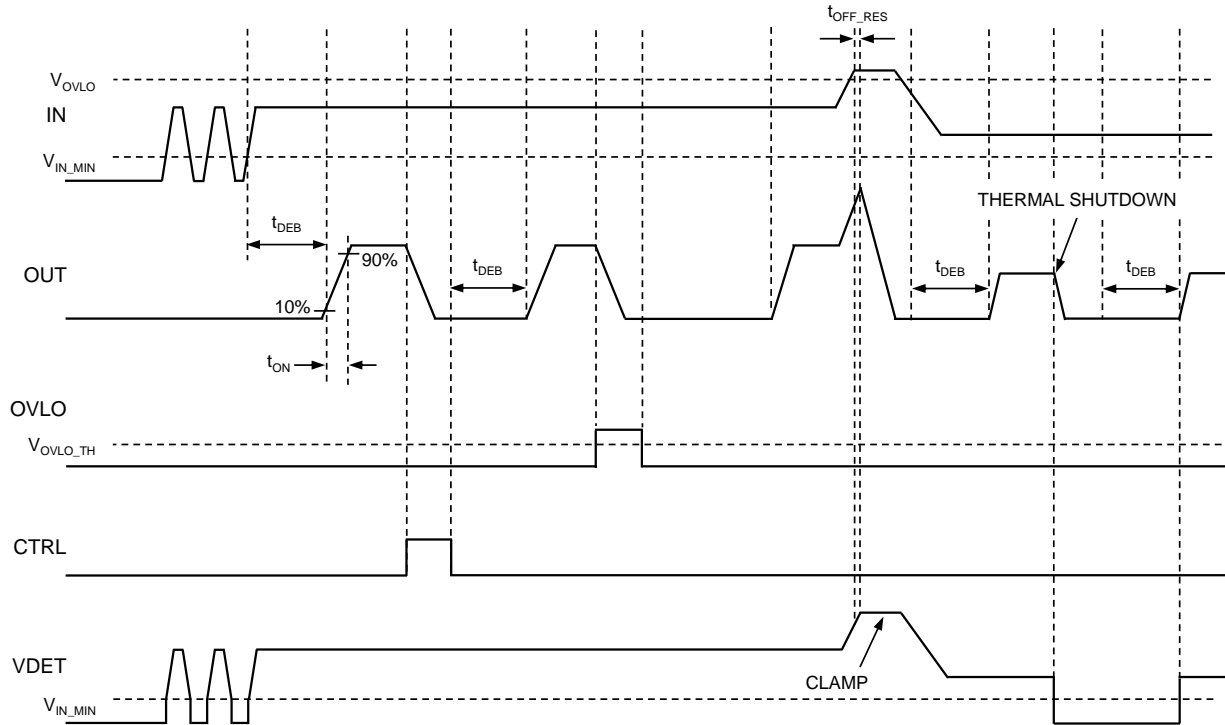 tOFF_RES
VOVLO
IN
VIN_MIN
THERMAL SHUTDOWN
tDEB
OUT
90%
tDEB
tDEB
tDEB
10%
tON
OVLO
VOVLO_TH
CTRL
VDET
CLAMP
VIN_MIN